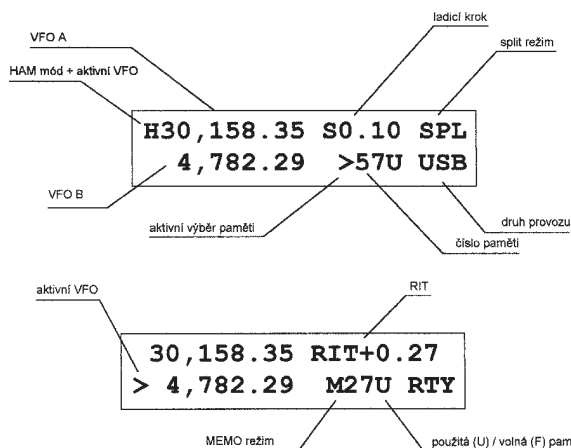 ladicí krok
VFO A
split režim
HAM mód + aktivní VFO
H30,158.35 S0.10 SPL
4,782.29 >57U USB
VFO B
druh provozu
aktivní výběr paměti
číslo paměti
aktivní VFO
RIT
30,158.35 RIT+0.27
> 4,782.29 M27U RTY
MEMO režim
použitá (U) / volná (F) pam